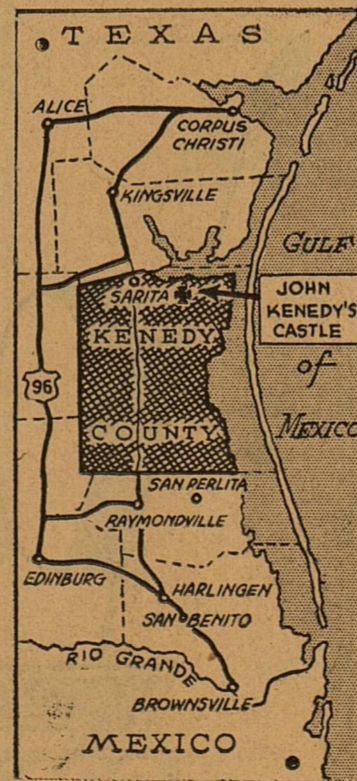 TEXAS
ALICE
CORPUS
CHRISTI
KINGSVILLE
GULF
SARITA
JOHN
KENEDY'S
CASTLE
KENEDY
of
96
COUNTY
MEXICO
SAN PERLITA
RAYMONDVILLE
EDINBURG
HARLINGEN
SAN BENITO
RIO GRANDE
BROWNSVILLE
MEXICO